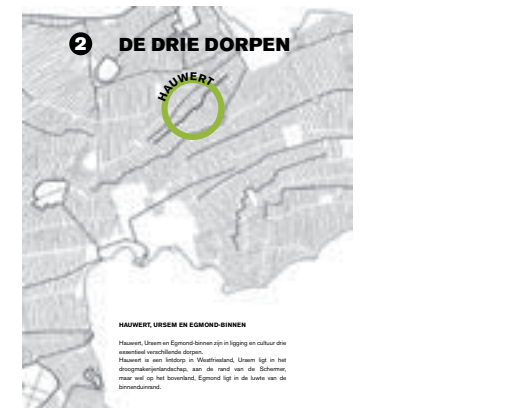 2 DE DRIE DORPEN
HAUWERT
HAUWERT, URSEM EN EGMOND-BINNEN
Hauwert, Ursem en Egmond-binnen zijn in ligging en cultuur drie
essentieel verschillende dorpen.
Hauwert is een lintdorp in Westfriesland, Ursem ligt in het
droogmakerijenlandschap, aan de rand van de Schermer,
maar wel op het bovenland, Egmond ligt in de luwte van de
binnenduinrand.